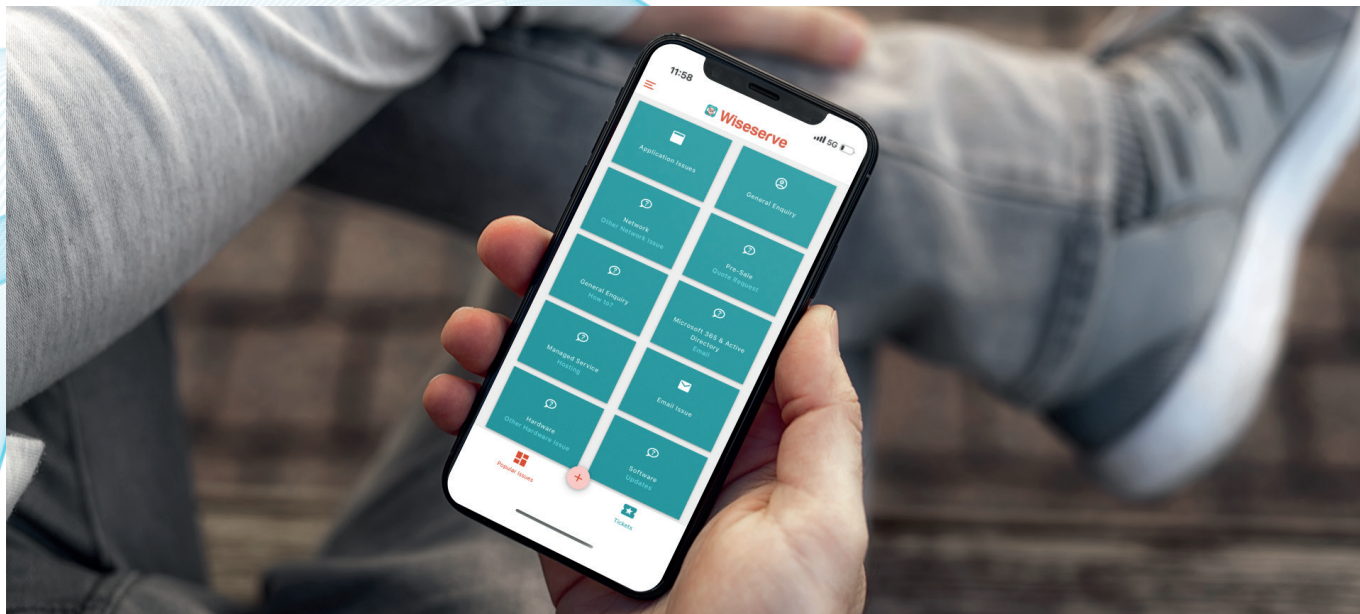 11:58
5G
Wiseserve
Application Issues
General Enquiry
Network
Other Network Issue
Pre-Sale
Quote Request
General Enquiry
How to?
Microsoft 365 & Active
Directory
Email
Managed Service
Hosting
Email Issue
Hardware
Other Hardware Issue
Software
Updates
Popular Issues
+
Tickets